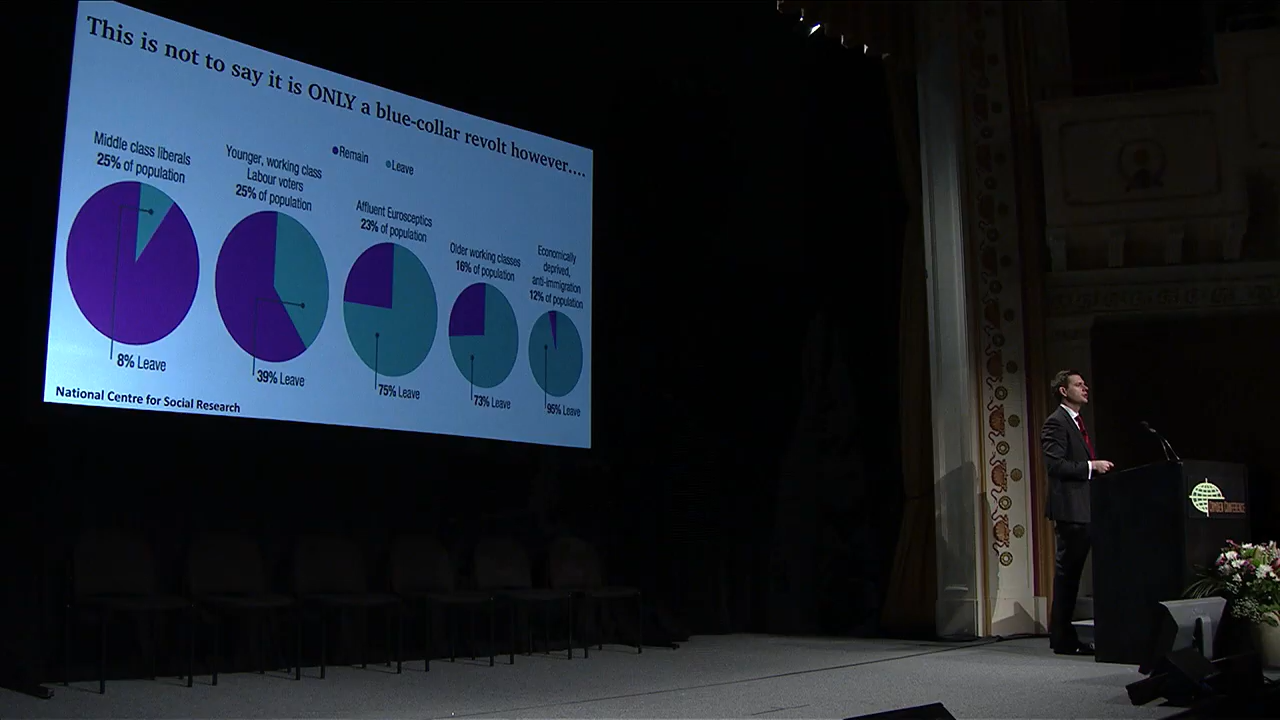 This is not to say it is ONLY a blue-collar revolt however....
Remain
Leave
Middle class liberals
25% of population
8% Leave
Younger, working class
Labour voters
25% of population
39% Leave
Affluent Eurosceptics
23% of population
75% Leave
Older working classes
16% of population
73% Leave
Economically
deprived,
anti-immigration
12% of population
95% Leave
National Centre for Social Research
CAMDEN CONFERENCE